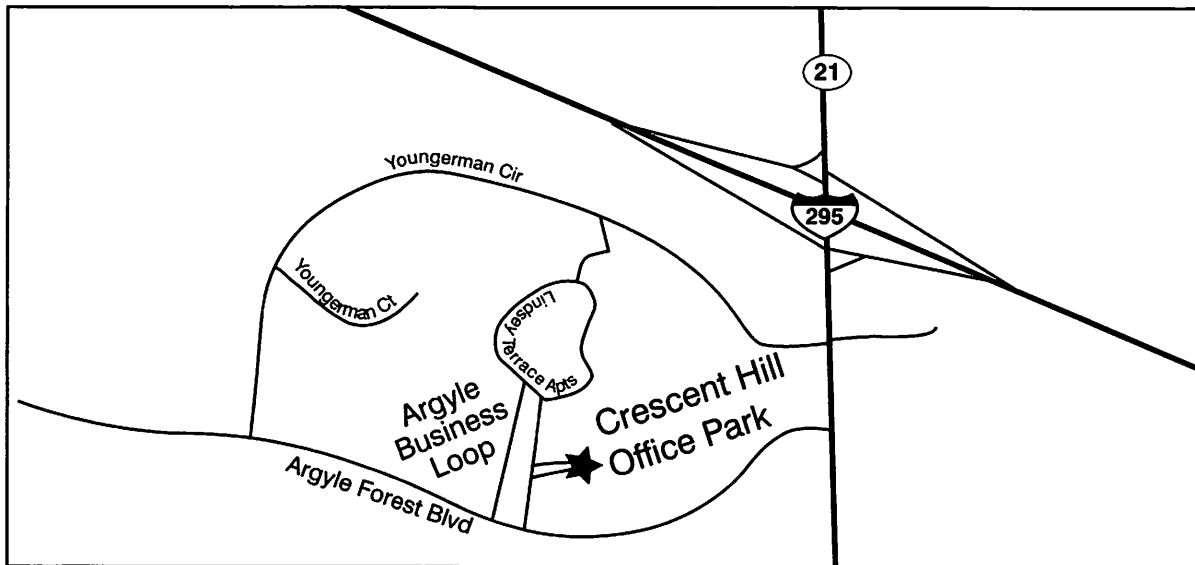 21
295
Youngerman Cir
Youngerman Ct
Lindsey Terrace Apts
Argyle
Business
Loop
Crescent Hill
Office Park
Argyle Forest Blvd